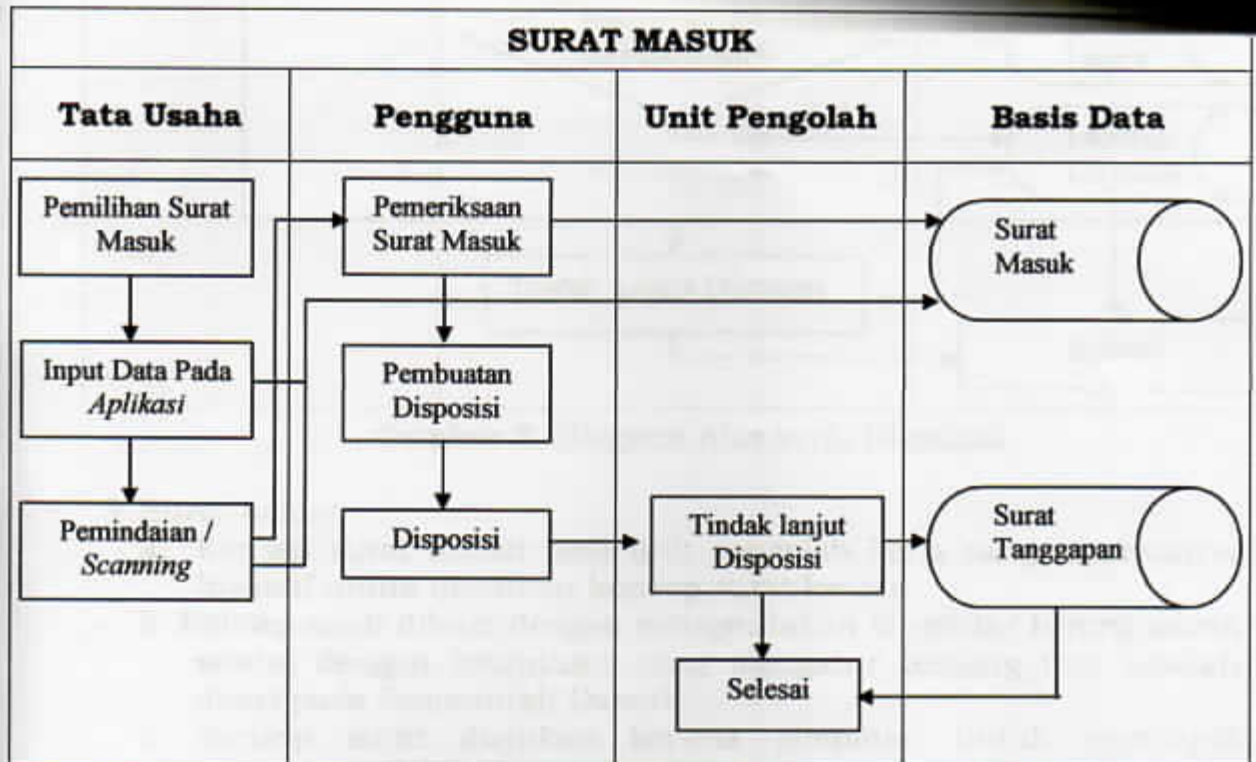 SURAT MASUK
Tata Usaha
Pengguna
Unit Pengolah
Basis Data
Pemilihan Surat
Masuk
Input Data Pada
Aplikasi
Pemindaian /
Scanning
Pemeriksaan
Surat Masuk
Pembuatan
Disposisi
Disposisi
Tindak lanjut
Disposisi
Selesai
Surat
Masuk
Surat
Tanggapan